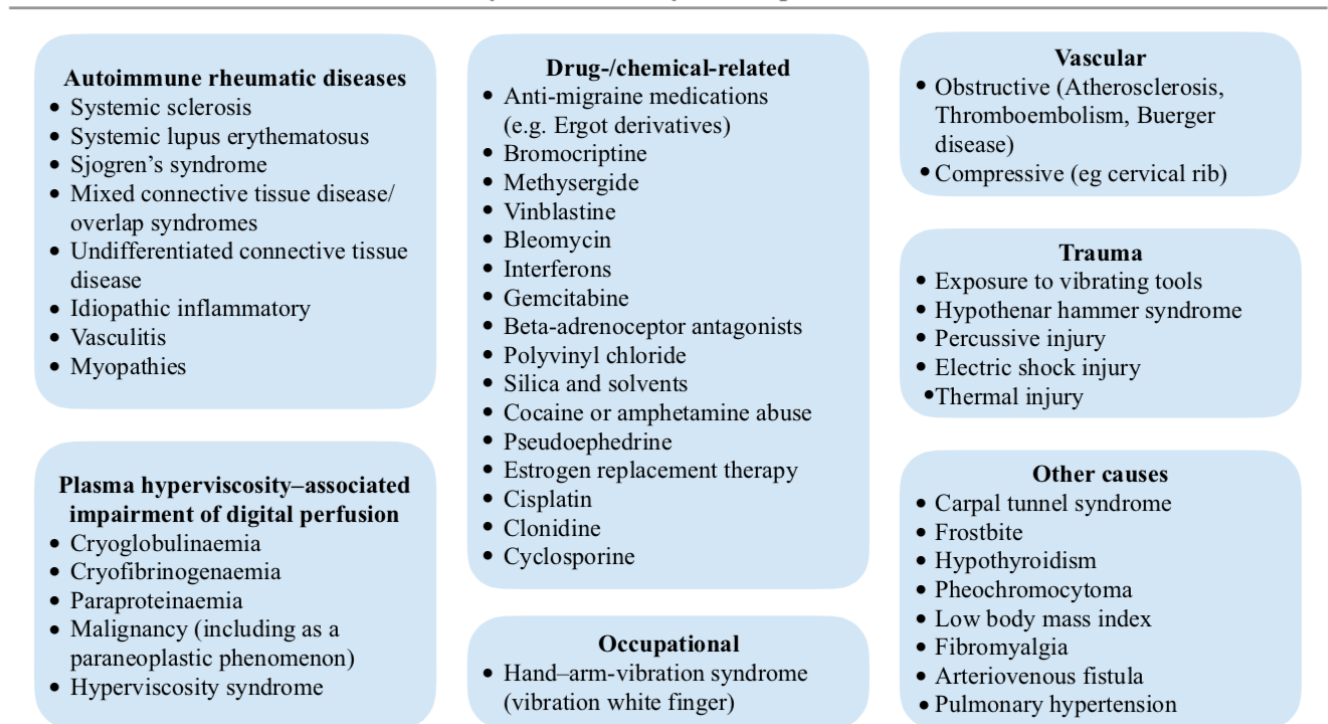 Autoimmune rheumatic diseases
• Systemic sclerosis
• Systemic lupus erythematosus
• Sjogren’s syndrome
• Mixed connective tissue disease/
overlap syndromes
• Undifferentiated connective tissue
disease
• Idiopathic inflammatory
• Vasculitis
• Myopathies
Plasma hyperviscosity–associated
impairment of digital perfusion
• Cryoglobulinaemia
• Cryofibrinogenaemia
• Paraproteinaemia
• Malignancy (including as a
paraneoplastic phenomenon)
• Hyperviscosity syndrome
Drug-/chemical-related
• Anti-migraine medications
(e.g. Ergot derivatives)
• Bromocriptine
• Methysergide
• Vinblastine
• Bleomycin
• Interferons
• Gemcitabine
• Beta-adrenoceptor antagonists
• Polyvinyl chloride
• Silica and solvents
• Cocaine or amphetamine abuse
• Pseudoephedrine
• Estrogen replacement therapy
• Cisplatin
• Clonidine
• Cyclosporine
Occupational
• Hand–arm-vibration syndrome
(vibration white finger)
Vascular
• Obstructive (Atherosclerosis,
Thromboembolism, Buerger
disease)
• Compressive (eg cervical rib)
Trauma
• Exposure to vibrating tools
• Hypothenar hammer syndrome
• Percussive injury
• Electric shock injury
• Thermal injury
Other causes
• Carpal tunnel syndrome
• Frostbite
• Hypothyroidism
• Pheochromocytoma
• Low body mass index
• Fibromyalgia
• Arteriovenous fistula
• Pulmonary hypertension